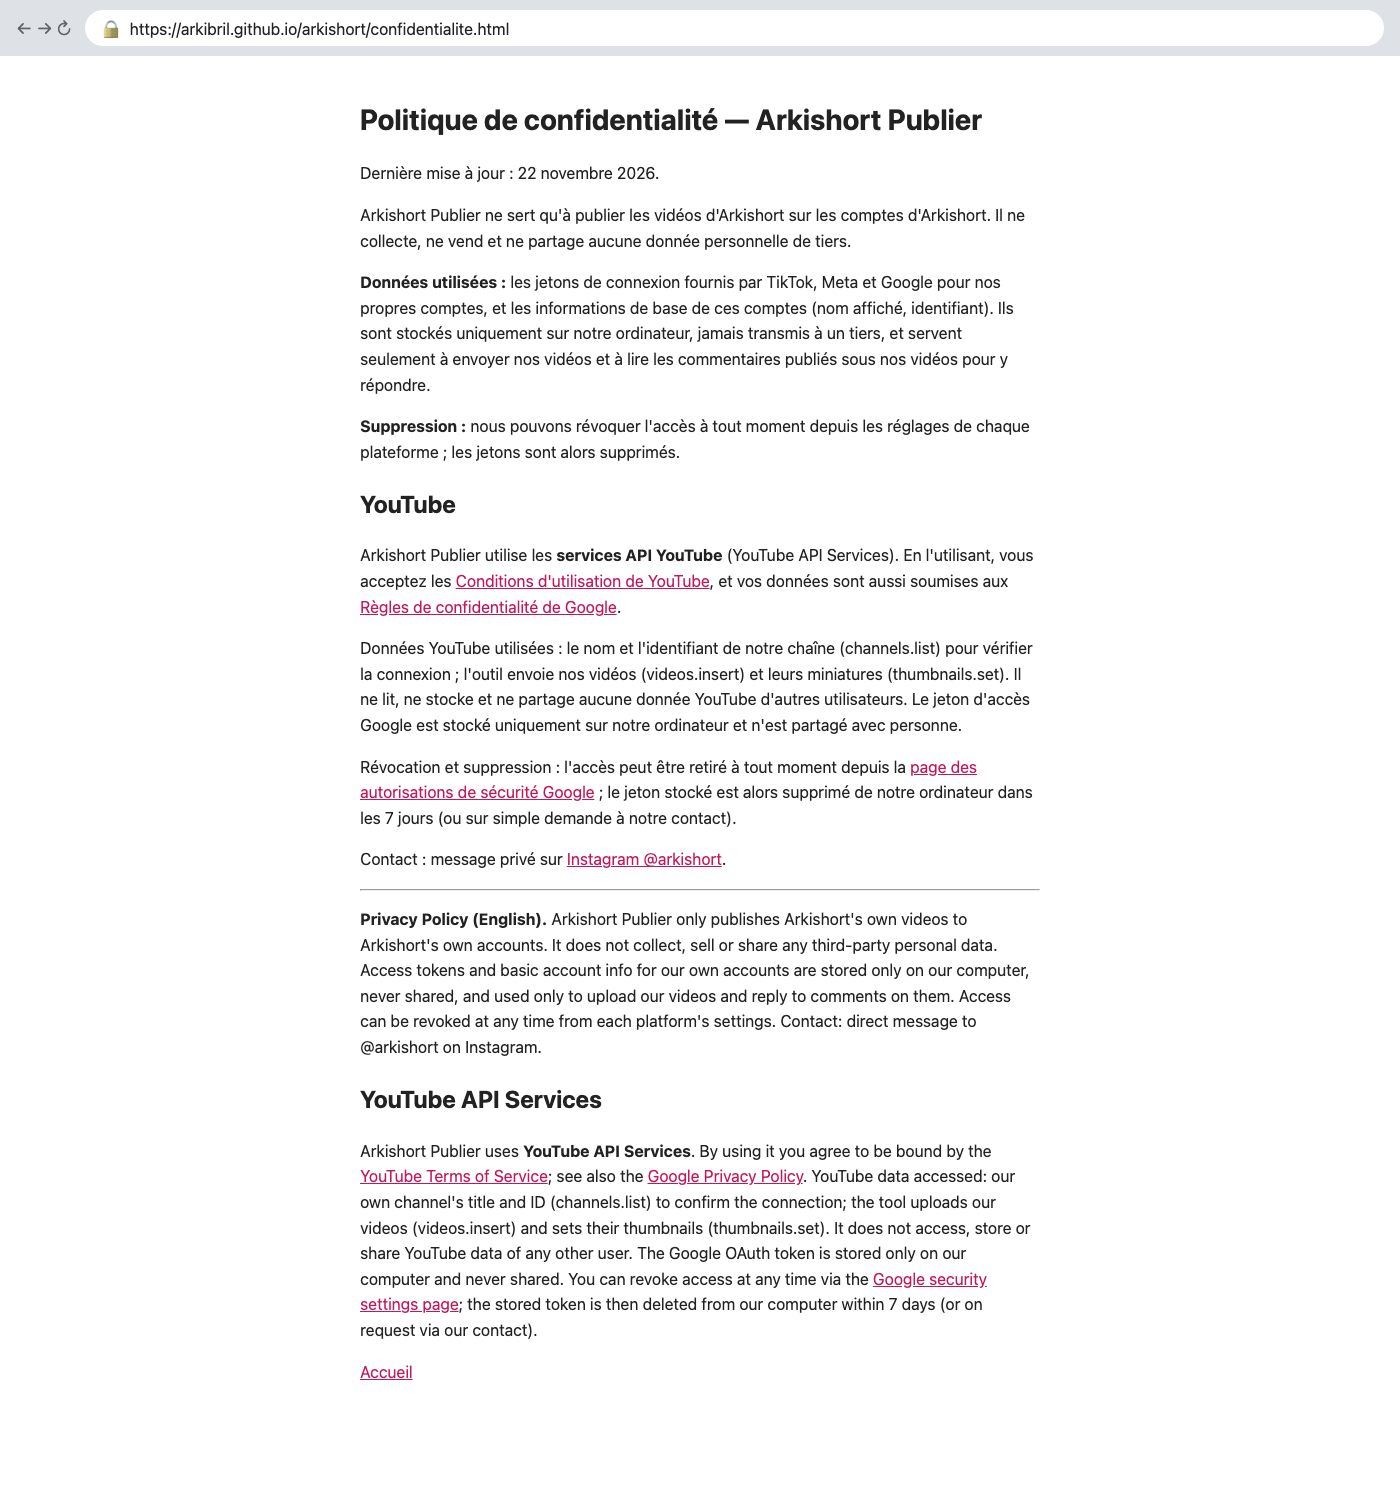 https://arkibril.github.io/arkishort/confidentialite.html
Politique de confidentialité — Arkishort Publier
Dernière mise à jour : 22 novembre 2026.
Arkishort Publier ne sert qu'à publier les vidéos d'Arkishort sur les comptes d'Arkishort. Il ne
collecte, ne vend et ne partage aucune donnée personnelle de tiers.
Données utilisées : les jetons de connexion fournis par TikTok, Meta et Google pour nos
propres comptes, et les informations de base de ces comptes (nom affiché, identifiant). Ils
sont stockés uniquement sur notre ordinateur, jamais transmis à un tiers, et servent
seulement à envoyer nos vidéos et à lire les commentaires publiés sous nos vidéos pour y
répondre.
Suppression : nous pouvons révoquer l'accès à tout moment depuis les réglages de chaque
plateforme ; les jetons sont alors supprimés.
YouTube
Arkishort Publier utilise les services API YouTube (YouTube API Services). En l'utilisant, vous
acceptez les Conditions d'utilisation de YouTube, et vos données sont aussi soumises aux
Règles de confidentialité de Google.
Données YouTube utilisées : le nom et l'identifiant de notre chaîne (channels.list) pour vérifier
la connexion ; l'outil envoie nos vidéos (videos.insert) et leurs miniatures (thumbnails.set). Il
ne lit, ne stocke et ne partage aucune donnée YouTube d'autres utilisateurs. Le jeton d'accès
Google est stocké uniquement sur notre ordinateur et n'est partagé avec personne.
Révocation et suppression : l'accès peut être retiré à tout moment depuis la page des
autorisations de sécurité Google ; le jeton stocké est alors supprimé de notre ordinateur dans
les 7 jours (ou sur simple demande à notre contact).
Contact : message privé sur Instagram @arkishort.
Privacy Policy (English). Arkishort Publier only publishes Arkishort's own videos to
Arkishort's own accounts. It does not collect, sell or share any third-party personal data.
Access tokens and basic account info for our own accounts are stored only on our computer,
never shared, and used only to upload our videos and reply to comments on them. Access
can be revoked at any time from each platform's settings. Contact: direct message to
@arkishort on Instagram.
YouTube API Services
Arkishort Publier uses YouTube API Services. By using it you agree to be bound by the
YouTube Terms of Service; see also the Google Privacy Policy. YouTube data accessed: our
own channel's title and ID (channels.list) to confirm the connection; the tool uploads our
videos (videos.insert) and sets their thumbnails (thumbnails.set). It does not access, store or
share YouTube data of any other user. The Google OAuth token is stored only on our
computer and never shared. You can revoke access at any time via the Google security
settings page; the stored token is then deleted from our computer within 7 days (or on
request via our contact).
Accueil